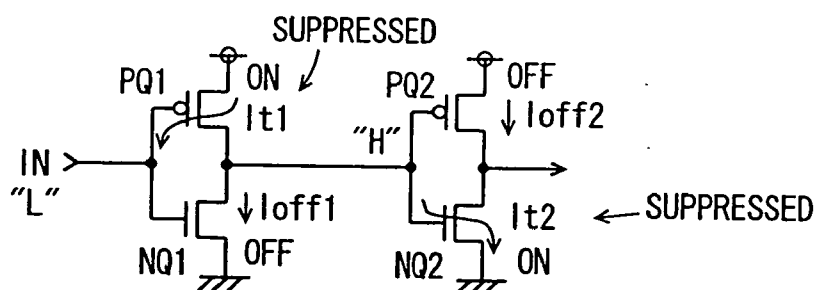 SUPPRESSED
PQ1
ON
It1
PQ2
OFF
Ioff2
IN
"L"
"H"
Ioff1
NQ1
OFF
It2
SUPPRESSED
NQ2
ON